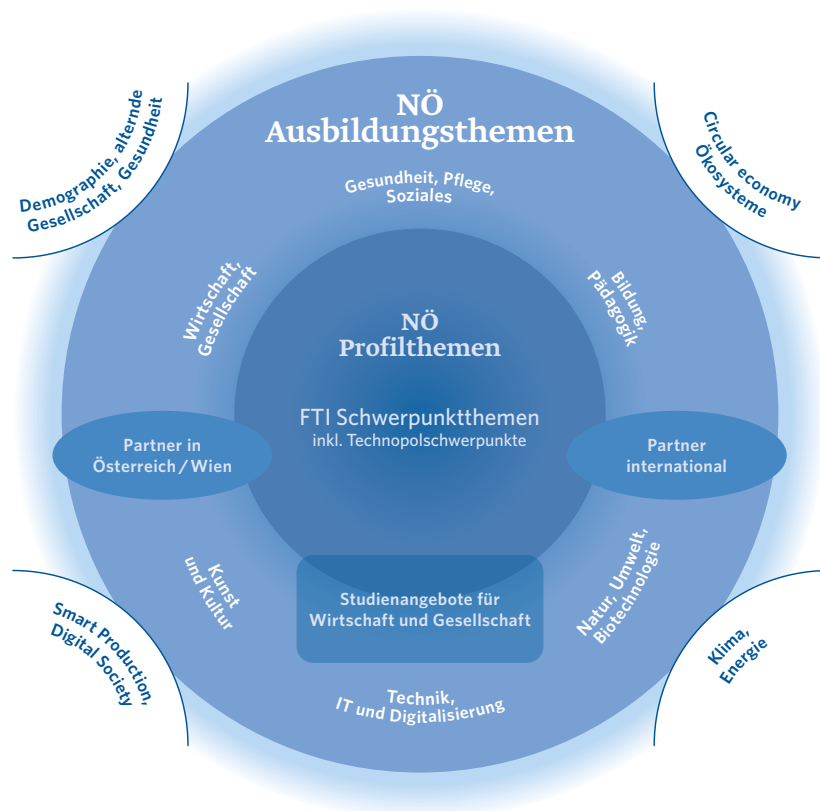 NÖ
Ausbildungsthemen
Demographie, alternde
Gesellschaft, Gesundheit
Circular economy
Ökosysteme
Gesundheit, Pflege,
Soziales
Wirtschaft,
Gesellschaft
Bildung,
Pädagogik
NÖ
Profilthemen
FTI Schwerpunktthemen
inkl. Technopolschwerpunkte
Partner in
Österreich / Wien
Partner
international
Kunst
und Kultur
Studienangebote für
Wirtschaft und Gesellschaft
Natur, Umwelt,
Biotechnologie
Smart Production,
Digital Society
Klima,
Energie
Technik,
IT und Digitalisierung